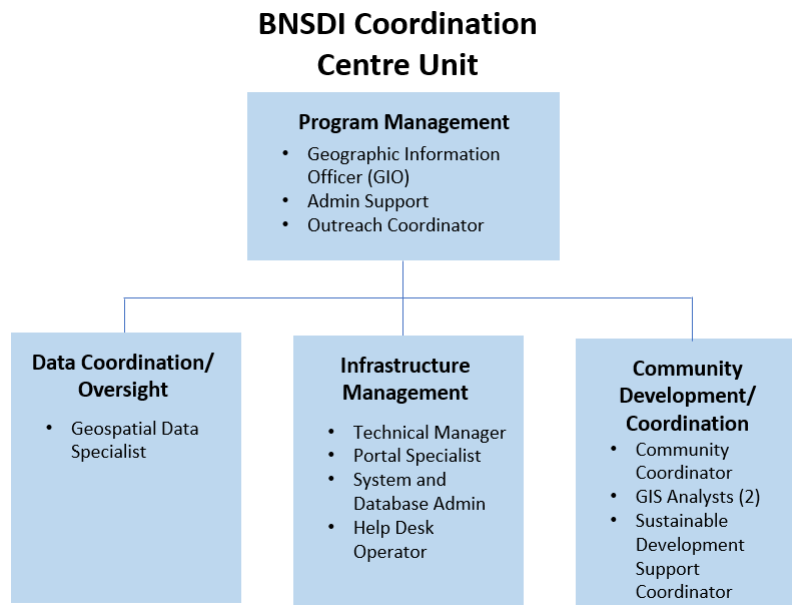 BNSDI Coordination
Centre Unit
Program Management
• Geographic Information
Officer (GIO)
• Admin Support
• Outreach Coordinator
Data Coordination/
Oversight
• Geospatial Data
Specialist
Infrastructure
Management
• Technical Manager
• Portal Specialist
• System and
Database Admin
• Help Desk
Operator
Community
Development/
Coordination
• Community
Coordinator
• GIS Analysts (2)
• Sustainable
Development
Support
Coordinator